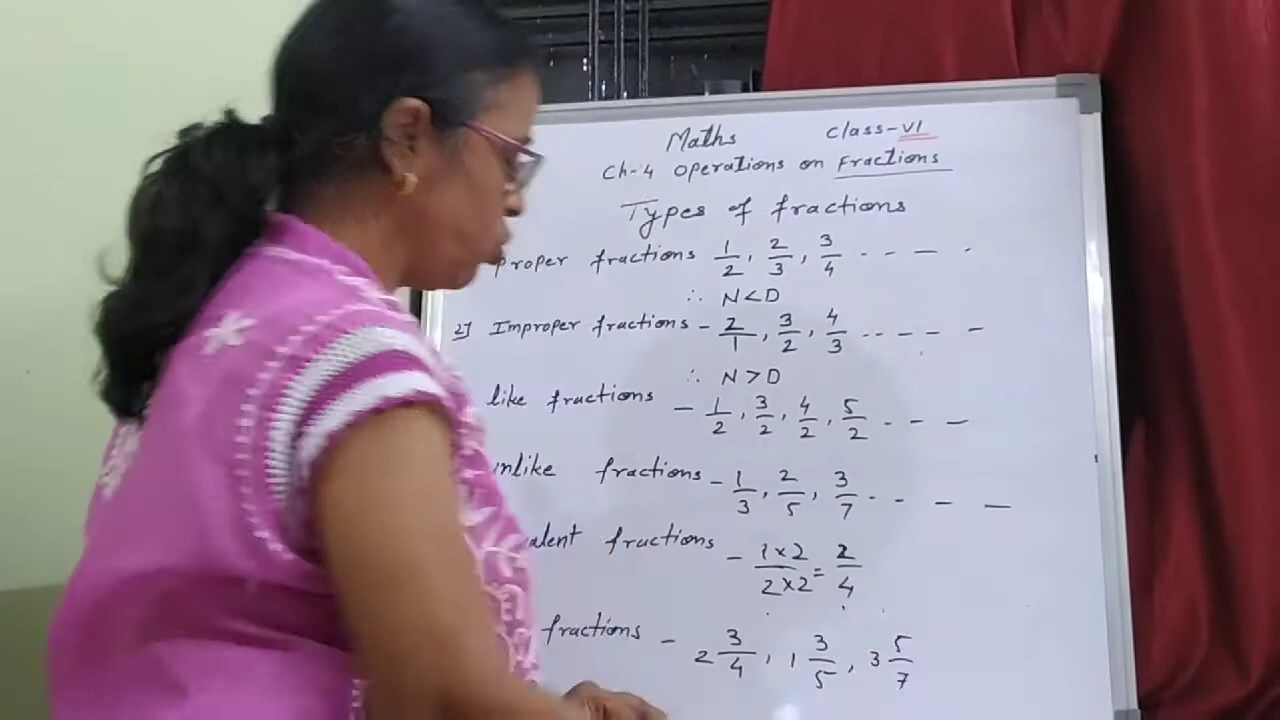 Maths Class-VI
Ch-4 Operations on Fractions
Types of fractions
proper fractions 1/2, 2/3, 3/4 - - - -
∴ N<D
2] Improper fractions - 2/1, 3/2, 4/3 - - - - -
∴ N>D
like fractions - 1/2, 3/2, 4/2, 5/2 - - -
fractions - 1/3, 2/5, 3/7 - - - -
fractions - 1×2/2×2 = 2/4
fractions - 2 3/4, 1 3/5, 3 5/7